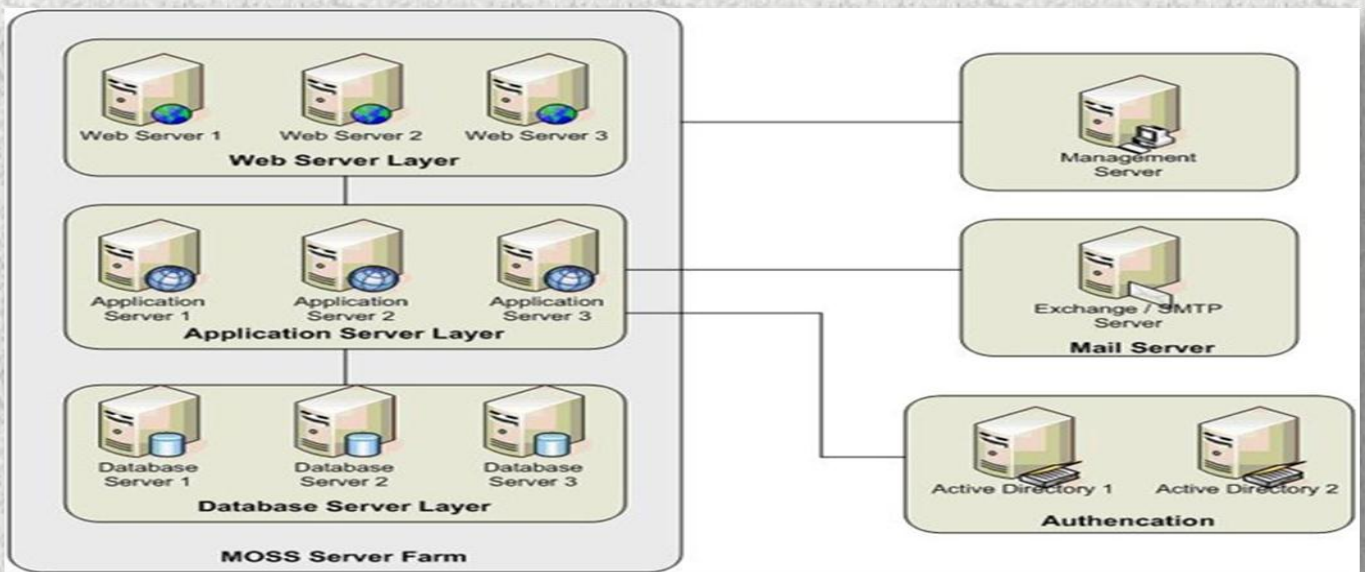 Web Server 1
Web Server 2
Web Server 3
Web Server Layer
Application
Server 1
Application
Server 2
Application
Server 3
Application Server Layer
Database
Server 1
Database
Server 2
Database
Server 3
Database Server Layer
MOSS Server Farm
Management
Server
Exchange / SMTP
Server
Mail Server
Active Directory 1
Active Directory 2
Authencation